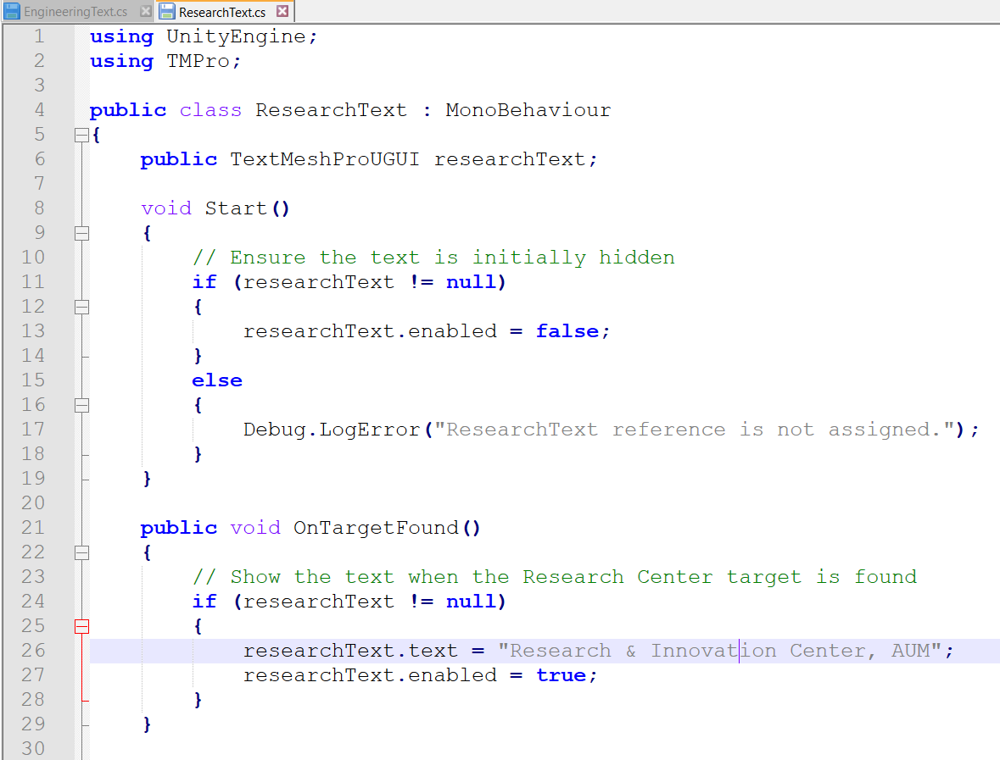 EngineeringText.cs ResearchText.cs
1 using UnityEngine;
2 using TMPro;
3
4 public class ResearchText : MonoBehaviour
5 {
6     public TextMeshProUGUI researchText;
7
8     void Start()
9     {
10         // Ensure the text is initially hidden
11         if (researchText != null)
12         {
13             researchText.enabled = false;
14         }
15         else
16         {
17             Debug.LogError("ResearchText reference is not assigned.");
18         }
19     }
20
21     public void OnTargetFound()
22     {
23         // Show the text when the Research Center target is found
24         if (researchText != null)
25         {
26             researchText.text = "Research & Innovation Center, AUM";
27             researchText.enabled = true;
28         }
29     }
30